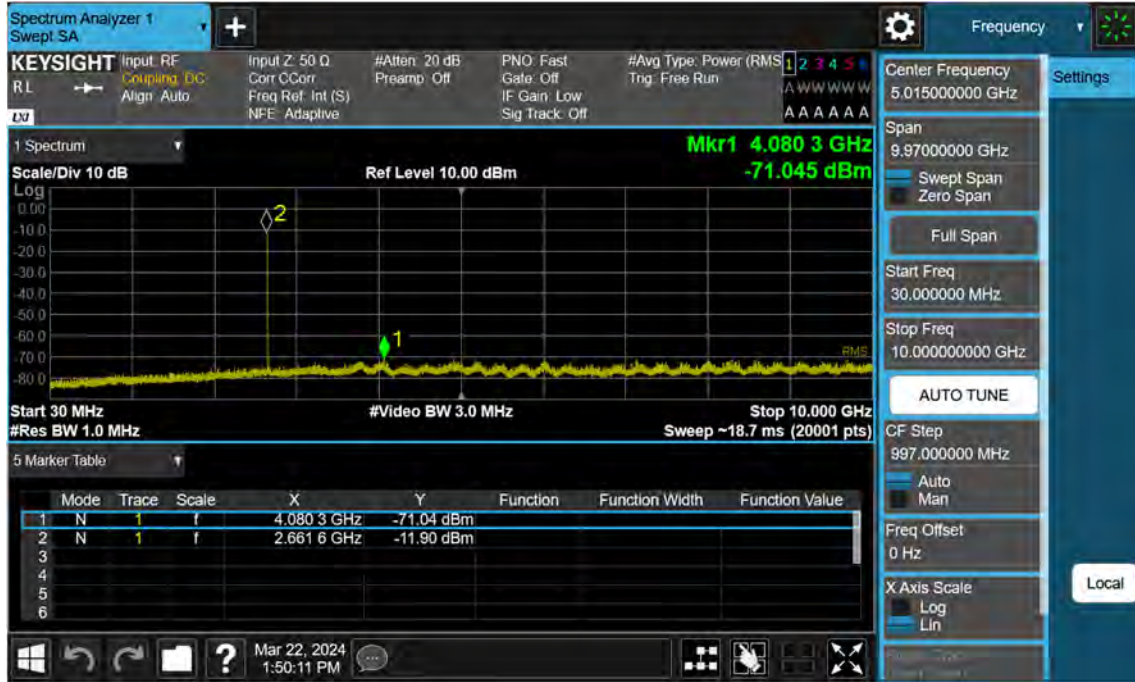 Spectrum Analyzer 1
Swept SA
+
Frequency
KEYSIGHT
RL
LXI
Input: RF
Coupling: DC
Align: Auto
Input Z: 50 Ω
Corr CCorr
Freq Ref: Int (S)
NFE: Adaptive
#Atten: 20 dB
Preamp: Off
PNO: Fast
Gate: Off
IF Gain: Low
Sig Track: Off
#Avg Type: Power (RMS
Trig: Free Run
1 2 3 4 5 6
A W W W W W
A A A A A A
1 Spectrum
Scale/Div 10 dB
Ref Level 10.00 dBm
Mkr1 4.080 3 GHz
-71.045 dBm
Log
0.00
-10.0
-20.0
-30.0
-40.0
-50.0
-60.0
-70.0
-80.0
2
1
RMS
Start 30 MHz
#Video BW 3.0 MHz
Stop 10.000 GHz
#Res BW 1.0 MHz
Sweep ~18.7 ms (20001 pts)
5 Marker Table
Mode Trace Scale X Y Function Function Width Function Value
1 N 1 f 4.080 3 GHz -71.04 dBm
2 N 1 f 2.661 6 GHz -11.90 dBm
3
4
5
6
?
Mar 22, 2024
1:50:11 PM
Center Frequency
5.015000000 GHz
Span
9.97000000 GHz
Swept Span
Zero Span
Full Span
Start Freq
30.000000 MHz
Stop Freq
10.000000000 GHz
AUTO TUNE
CF Step
997.000000 MHz
Auto
Man
Freq Offset
0 Hz
X Axis Scale
Log
Lin
Settings
Local